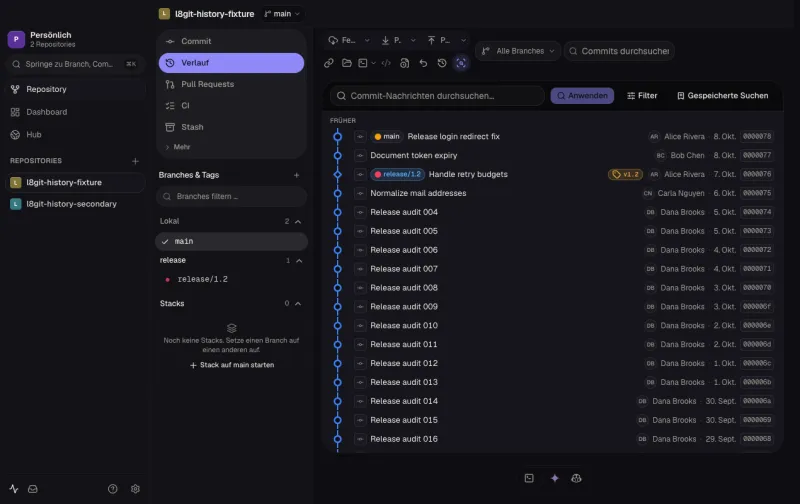 L l8git-history-fixture main
P Persönlich
2 Repositories
Springe zu Branch, Com... ⌘K
Repository
Dashboard
Hub
REPOSITORIES +
L l8git-history-fixture
L l8git-history-secondary
Commit
Verlauf
Pull Requests
CI
Stash
Mehr
Branches & Tags +
Branches filtern ...
Lokal 2
main
release 1
release/1.2
Stacks 0
Noch keine Stacks. Setze einen Branch auf
einen anderen auf.
+ Stack auf main starten
Fe... P. P...
Alle Branches
Commits durchsuchen
Commit-Nachrichten durchsuchen...
Anwenden
Filter
Gespeicherte Suchen
FRÜHER
main Release login redirect fix AR Alice Rivera · 8. Okt. 0000078
Document token expiry BC Bob Chen · 8. Okt. 0000077
release/1.2 Handle retry budgets v1.2 AR Alice Rivera · 7. Okt. 0000076
Normalize mail addresses CN Carla Nguyen · 6. Okt. 0000075
Release audit 004 DB Dana Brooks · 5. Okt. 0000074
Release audit 005 DB Dana Brooks · 5. Okt. 0000073
Release audit 006 DB Dana Brooks · 4. Okt. 0000072
Release audit 007 DB Dana Brooks · 4. Okt. 0000071
Release audit 008 DB Dana Brooks · 3. Okt. 0000070
Release audit 009 DB Dana Brooks · 3. Okt. 000006f
Release audit 010 DB Dana Brooks · 2. Okt. 000006e
Release audit 011 DB Dana Brooks · 2. Okt. 000006d
Release audit 012 DB Dana Brooks · 1. Okt. 000006c
Release audit 013 DB Dana Brooks · 1. Okt. 000006b
Release audit 014 DB Dana Brooks · 30. Sept. 000006a
Release audit 015 DB Dana Brooks · 30. Sept. 0000069
Release audit 016 DB Dana Brooks · 29. Sept. 0000068